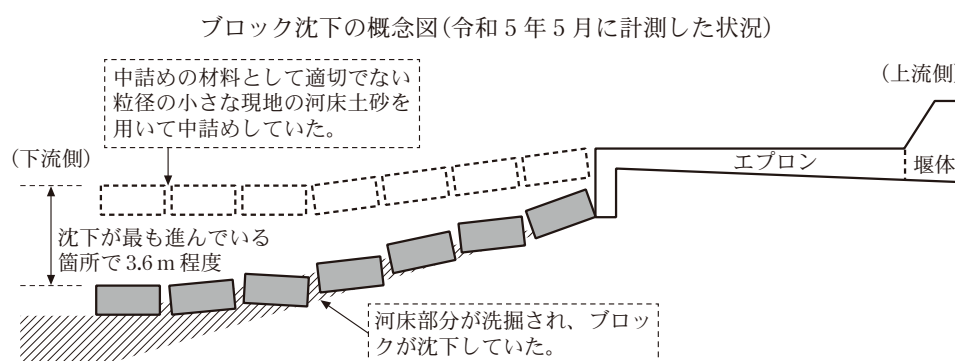 ブロック沈下の概念図(令和5年5月に計測した状況)
中詰めの材料として適切でない
粒径の小さな現地の河床土砂を
用いて中詰めしていた。
(上流側)
(下流側)
エプロン
堰体
沈下が最も進んでいる
箇所で3.6m程度
河床部分が洗掘され、ブロッ
クが沈下していた。